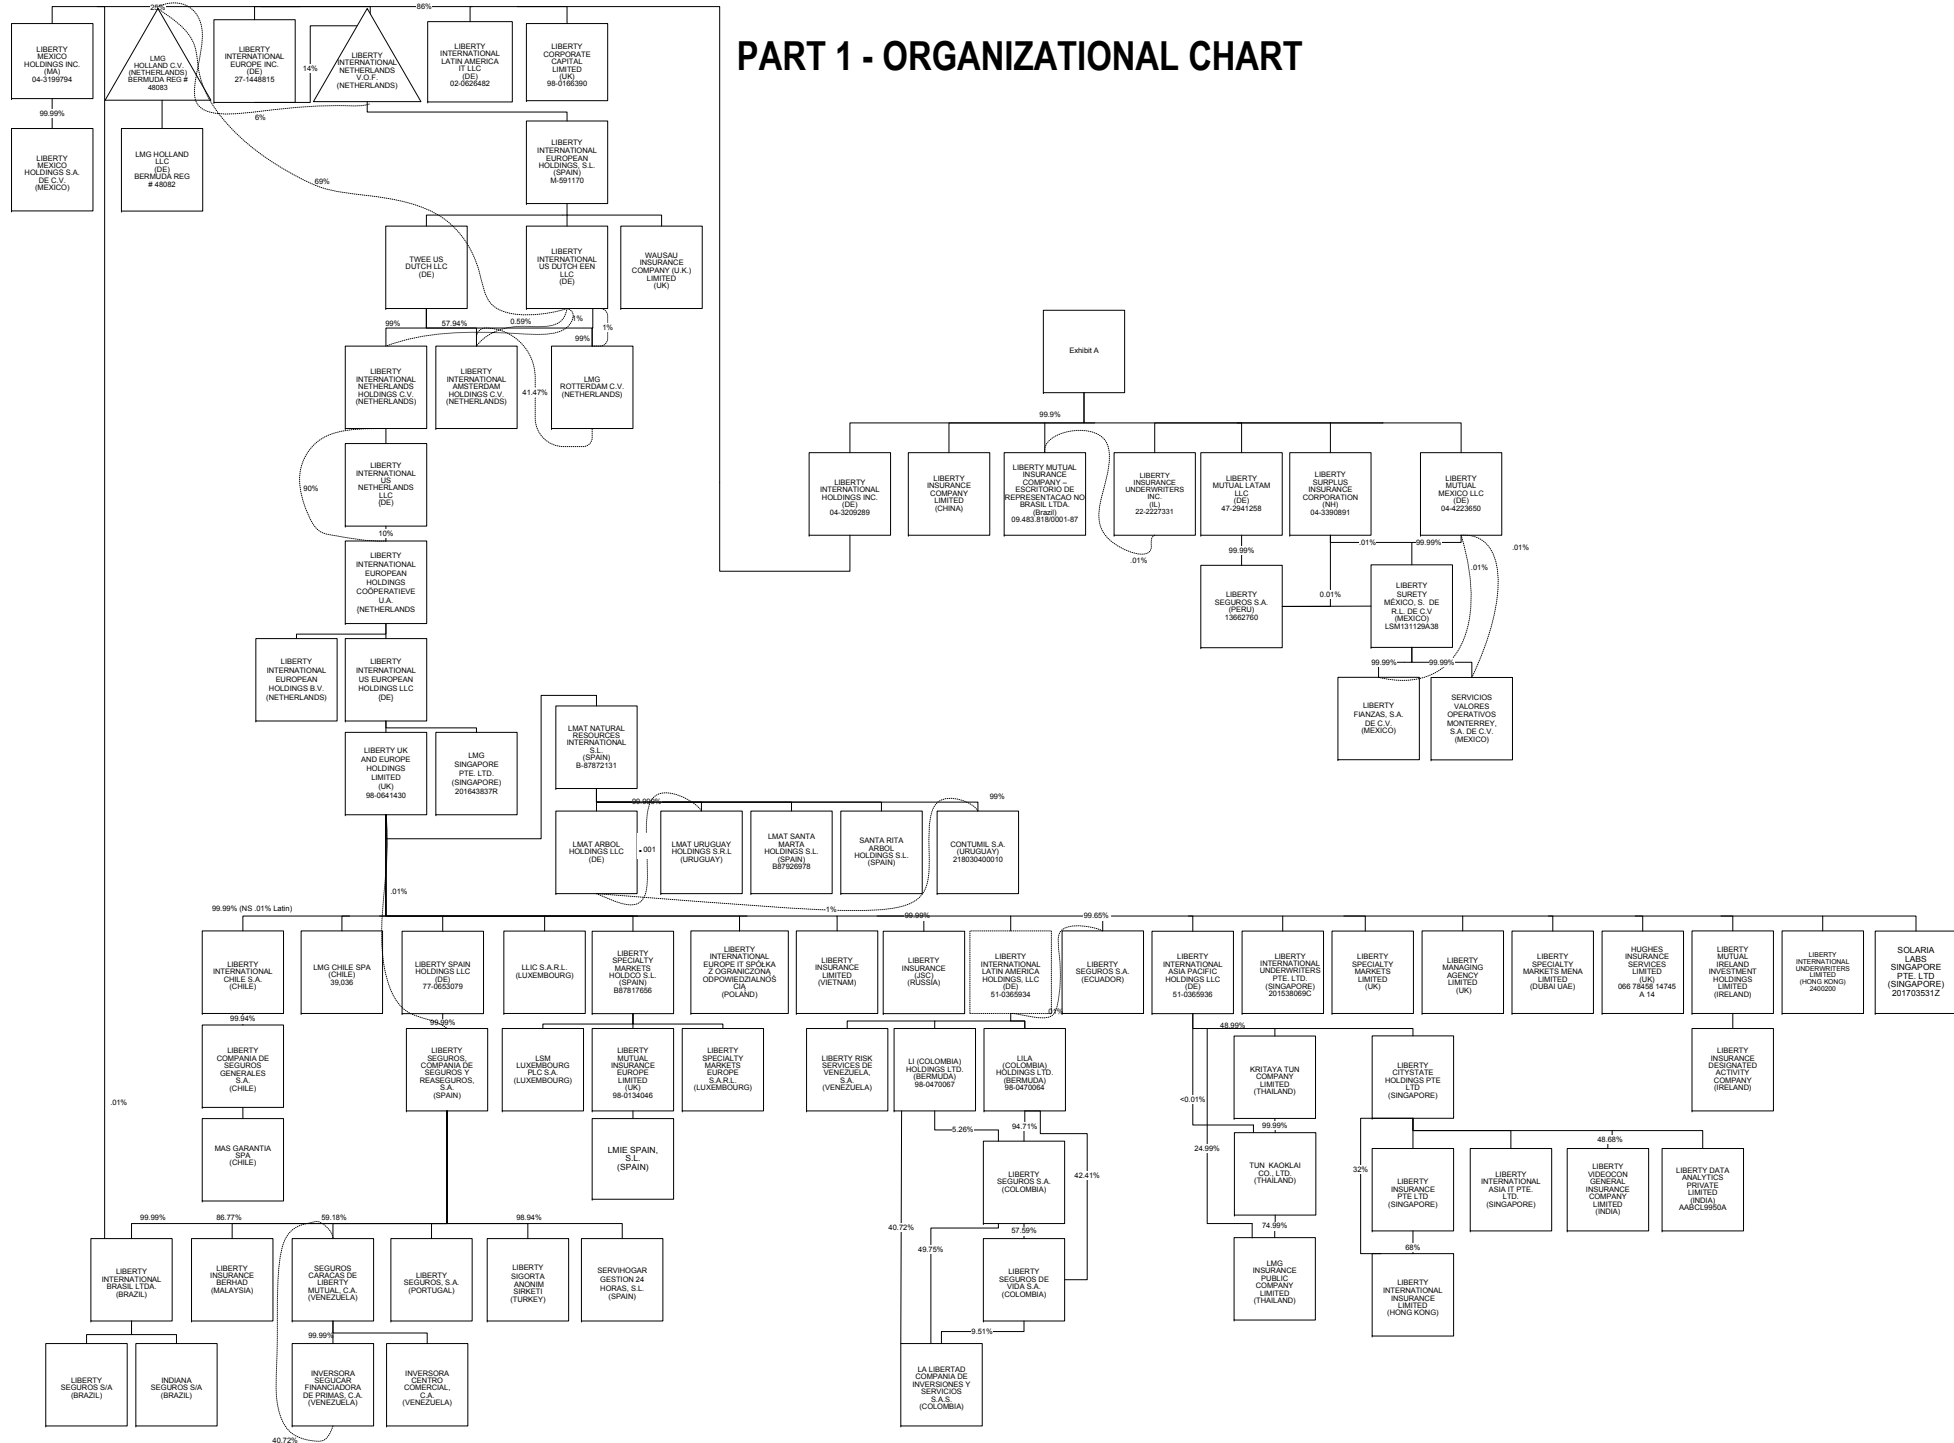 PART 1 - ORGANIZATIONAL CHART
25%
86%
LIBERTY
MEXICO
HOLDINGS INC.
(MA)
04-3199794
LMG
HOLLAND C.V.
(NETHERLANDS)
BERMUDA REG #
48083
LIBERTY
INTERNATIONAL
EUROPE INC.
(DE)
27-1448815
14%
LIBERTY
INTERNATIONAL
NETHERLANDS
V.O.F.
(NETHERLANDS)
LIBERTY
INTERNATIONAL
LATIN AMERICA
IT LLC
(DE)
02-0626482
LIBERTY
CORPORATE
CAPITAL
LIMITED
(UK)
98-0166390
99.99%
6%
LIBERTY
MEXICO
HOLDINGS S.A.
DE C.V.
(MEXICO)
LMG HOLLAND
LLC
(DE)
BERMUDA REG
# 48082
LIBERTY
INTERNATIONAL
EUROPEAN
HOLDINGS, S.L.
(SPAIN)
M-591170
69%
TWEE US
DUTCH LLC
(DE)
LIBERTY
INTERNATIONAL
US DUTCH EEN
LLC
(DE)
WAUSAU
INSURANCE
COMPANY (U.K.)
LIMITED
(UK)
99%
57.94%
0.59%
1%
1%
99%
LIBERTY
INTERNATIONAL
NETHERLANDS
HOLDINGS C.V.
(NETHERLANDS)
LIBERTY
INTERNATIONAL
AMSTERDAM
HOLDINGS C.V.
(NETHERLANDS)
41.47%
LMG
ROTTERDAM C.V.
(NETHERLANDS)
Exhibit A
99.9%
LIBERTY
INTERNATIONAL
US
NETHERLANDS
LLC
{DE)
90%
10%
LIBERTY
INTERNATIONAL
HOLDINGS INC.
(DE)
04-3209289
LIBERTY
INSURANCE
COMPANY
LIMITED
(CHINA)
LIBERTY MUTUAL
INSURANCE
COMPANY –
ESCRITORIO DE
REPRESENTACAO NO
BRASIL LTDA.
(Brazil)
09.483.818/0001-87
LIBERTY
INSURANCE
UNDERWRITERS
INC.
(IL)
22-2227331
LIBERTY
MUTUAL LATAM
LLC
(DE)
47-2941258
LIBERTY
SURPLUS
INSURANCE
CORPORATION
(NH)
04-3390891
LIBERTY
MUTUAL
MEXICO LLC
(DE)
04-4223650
.01%
99.99%
.01%
99.99%
.01%
.01%
LIBERTY
INTERNATIONAL
EUROPEAN
HOLDINGS
COÖPERATIEVE
U.A.
{NETHERLANDS
LIBERTY
SEGUROS S.A.
(PERU)
13662760
0.01%
LIBERTY
SURETY
MÉXICO, S. DE
R.L. DE C.V
(MEXICO)
LSM131129A38
99.99%
99.99%
LIBERTY
INTERNATIONAL
EUROPEAN
HOLDINGS B.V.
(NETHERLANDS)
LIBERTY
INTERNATIONAL
US EUROPEAN
HOLDINGS LLC
{DE}
LIBERTY
FIANZAS, S.A.
DE C.V.
(MEXICO)
SERVICIOS
VALORES
OPERATIVOS
MONTERREY,
S.A. DE C.V.
(MEXICO)
LIBERTY UK
AND EUROPE
HOLDINGS
LIMITED
(UK)
98-0641430
LMG
SINGAPORE
PTE. LTD.
(SINGAPORE)
201643837R
LMAT NATURAL
RESOURCES
INTERNATIONAL
S.L.
(SPAIN)
B-87872131
99.999%
99%
LMAT ARBOL
HOLDINGS LLC
(DE)
.001
LMAT URUGUAY
HOLDINGS S.R.L
(URUGUAY)
LMAT SANTA
MARTA
HOLDINGS S.L.
(SPAIN)
B87926978
SANTA RITA
ARBOL
HOLDINGS S.L.
(SPAIN)
CONTUMIL S.A.
(URUGUAY)
218030400010
.01%
1%
99.99% (NS .01% Latin)
99.99%
99.65%
LIBERTY
INTERNATIONAL
CHILE S.A.
(CHILE)
LMG CHILE SPA
(CHILE)
39,036
LIBERTY SPAIN
HOLDINGS LLC
(DE)
77-0653079
LLIC S.A.R.L.
(LUXEMBOURG)
LIBERTY
SPECIALTY
MARKETS
HOLDCO S.L.
(SPAIN)
B87817656
LIBERTY
INTERNATIONAL
EUROPE IT SPÓŁKA
Z OGRANICZONĄ
ODPOWIEDZIALNOŚ
CIĄ
(POLAND)
LIBERTY
INSURANCE
LIMITED
(VIETNAM)
LIBERTY
INSURANCE
(JSC)
(RUSSIA)
LIBERTY
INTERNATIONAL
LATIN AMERICA
HOLDINGS, LLC
(DE)
51-0365934
LIBERTY
SEGUROS S.A.
(ECUADOR)
LIBERTY
INTERNATIONAL
ASIA PACIFIC
HOLDINGS LLC
(DE)
51-0365936
LIBERTY
INTERNATIONAL
UNDERWRITERS
PTE. LTD.
(SINGAPORE)
201538069C
LIBERTY
SPECIALTY
MARKETS
LIMITED
(UK)
LIBERTY
MANAGING
AGENCY
LIMITED
(UK)
LIBERTY
SPECIALTY
MARKETS MENA
LIMITED
(DUBAI UAE)
HUGHES
INSURANCE
SERVICES
LIMITED
(UK)
066 78458 14745
A 14
LIBERTY
MUTUAL
IRELAND
INVESTMENT
HOLDINGS
LIMITED
(IRELAND)
LIBERTY
INTERNATIONAL
UNDERWRITERS
LIMITED
(HONG KONG)
2400200
SOLARIA
LABS
SINGAPORE
PTE. LTD
(SINGAPORE)
201703531Z
99.94%
99.99%
.01%
48.99%
LIBERTY
COMPANIA DE
SEGUROS
GENERALES
S.A.
(CHILE)
LIBERTY
SEGUROS,
COMPANIA DE
SEGUROS Y
REASEGUROS,
S.A.
(SPAIN)
LSM
LUXEMBOURG
PLC S.A.
(LUXEMBOURG)
LIBERTY
MUTUAL
INSURANCE
EUROPE
LIMITED
(UK)
98-0134046
LIBERTY
SPECIALTY
MARKETS
EUROPE
S.A.R.L.
(LUXEMBOURG)
LIBERTY RISK
SERVICES DE
VENEZUELA,
S.A.
(VENEZUELA)
LI (COLOMBIA)
HOLDINGS LTD.
(BERMUDA)
98-0470067
LILA
(COLOMBIA)
HOLDINGS LTD.
(BERMUDA)
98-0470064
KRITAYA TUN
COMPANY
LIMITED
(THAILAND)
LIBERTY
CITYSTATE
HOLDINGS PTE
LTD
(SINGAPORE)
LIBERTY
INSURANCE
DESIGNATED
ACTIVITY
COMPANY
(IRELAND)
.01%
<0.01%
5.26%
94.71%
99.99%
48.68%
MAS GARANTIA
SPA
(CHILE)
LMIE SPAIN,
S.L.
(SPAIN)
LIBERTY
SEGUROS S.A.
(COLOMBIA)
42.41%
24.99%
TUN KAOKLAI
CO., LTD.
(THAILAND)
32%
LIBERTY
INSURANCE
PTE LTD
(SINGAPORE)
LIBERTY
INTERNATIONAL
ASIA IT PTE.
LTD.
(SINGAPORE)
LIBERTY
VIDEOCON
GENERAL
INSURANCE
COMPANY
LIMITED
(INDIA)
LIBERTY DATA
ANALYTICS
PRIVATE
LIMITED
(INDIA)
AABCL9950A
99.99%
86.77%
59.18%
98.94%
40.72%
49.75%
57.59%
74.99%
68%
LIBERTY
INTERNATIONAL
BRASIL LTDA.
(BRAZIL)
LIBERTY
INSURANCE
BERHAD
(MALAYSIA)
SEGUROS
CARACAS DE
LIBERTY
MUTUAL, C.A.
(VENEZUELA)
LIBERTY
SEGUROS, S.A.
(PORTUGAL)
LIBERTY
SIGORTA
ANONIM
SIRKETI
(TURKEY)
SERVIHOGAR
GESTION 24
HORAS, S.L.
(SPAIN)
LIBERTY
SEGUROS DE
VIDA S.A.
(COLOMBIA)
LMG
INSURANCE
PUBLIC
COMPANY
LIMITED
(THAILAND)
LIBERTY
INTERNATIONAL
INSURANCE
LIMITED
(HONG KONG)
99.99%
9.51%
LIBERTY
SEGUROS S/A
(BRAZIL)
INDIANA
SEGUROS S/A
(BRAZIL)
INVERSORA
SEGUCAR
FINANCIADORA
DE PRIMAS, C.A.
(VENEZUELA)
INVERSORA
CENTRO
COMERCIAL,
C.A.
(VENEZUELA)
LA LIBERTAD
COMPANIA DE
INVERSIONES Y
SERVICIOS
S.A.S.
(COLOMBIA)
40.72%